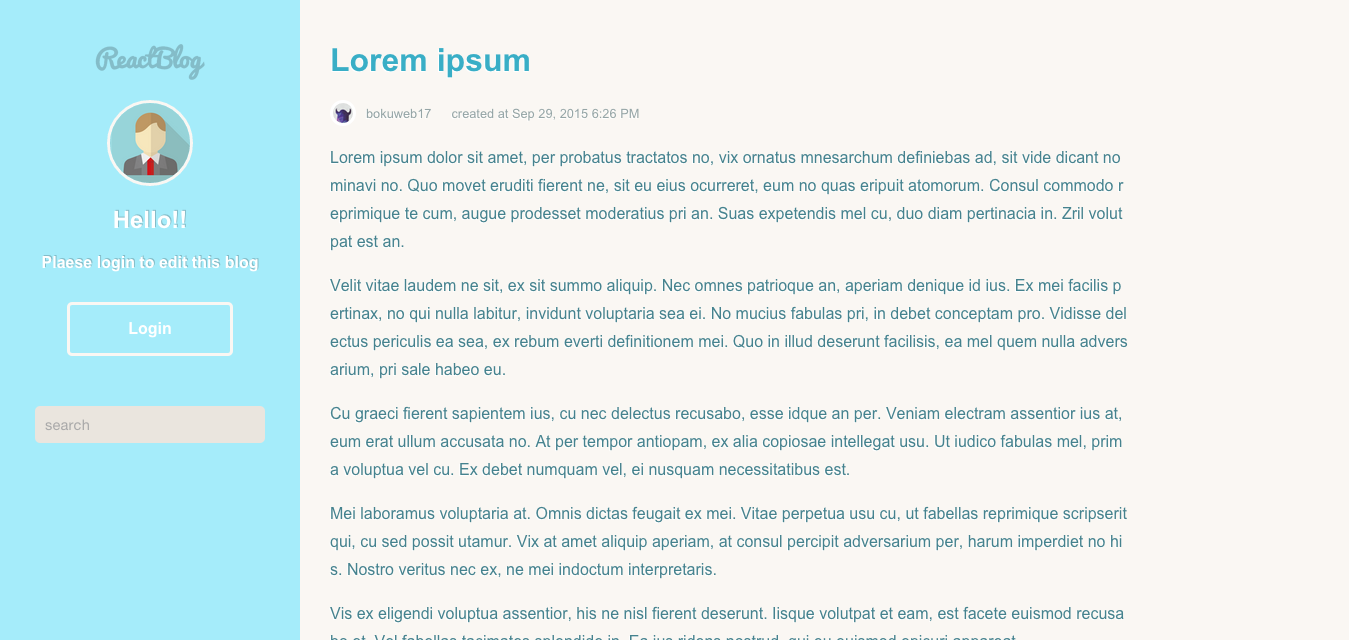 ReactBlog
Hello!!
Plaese login to edit this blog
Login
search
Lorem ipsum
bokuweb17 created at Sep 29, 2015 6:26 PM
Lorem ipsum dolor sit amet, per probatus tractatos no, vix ornatus mnesarchum definiebas ad, sit vide dicant no
minavi no. Quo movet eruditi fierent ne, sit eu eius ocurreret, eum no quas eripuit atomorum. Consul commodo r
eprimique te cum, augue prodesset moderatius pri an. Suas expetendis mel cu, duo diam pertinacia in. Zril volut
pat est an.
Velit vitae laudem ne sit, ex sit summo aliquip. Nec omnes patrioque an, aperiam denique id ius. Ex mei facilis p
ertinax, no qui nulla labitur, invidunt voluptaria sea ei. No mucius fabulas pri, in debet conceptam pro. Vidisse del
ectus periculis ea sea, ex rebum everti definitionem mei. Quo in illud deserunt facilisis, ea mel quem nulla advers
arium, pri sale habeo eu.
Cu graeci fierent sapientem ius, cu nec delectus recusabo, esse idque an per. Veniam electram assentior ius at,
eum erat ullum accusata no. At per tempor antiopam, ex alia copiosae intellegat usu. Ut iudico fabulas mel, prim
a voluptua vel cu. Ex debet numquam vel, ei nusquam necessitatibus est.
Mei laboramus voluptaria at. Omnis dictas feugait ex mei. Vitae perpetua usu cu, ut fabellas reprimique scripserit
qui, cu sed possit utamur. Vix at amet aliquip aperiam, at consul percipit adversarium per, harum imperdiet no hi
s. Nostro veritus nec ex, ne mei indoctum interpretaris.
Vis ex eligendi voluptua assentior, his ne nisl fierent deserunt. Iisque volutpat et eam, est facete euismod recusa